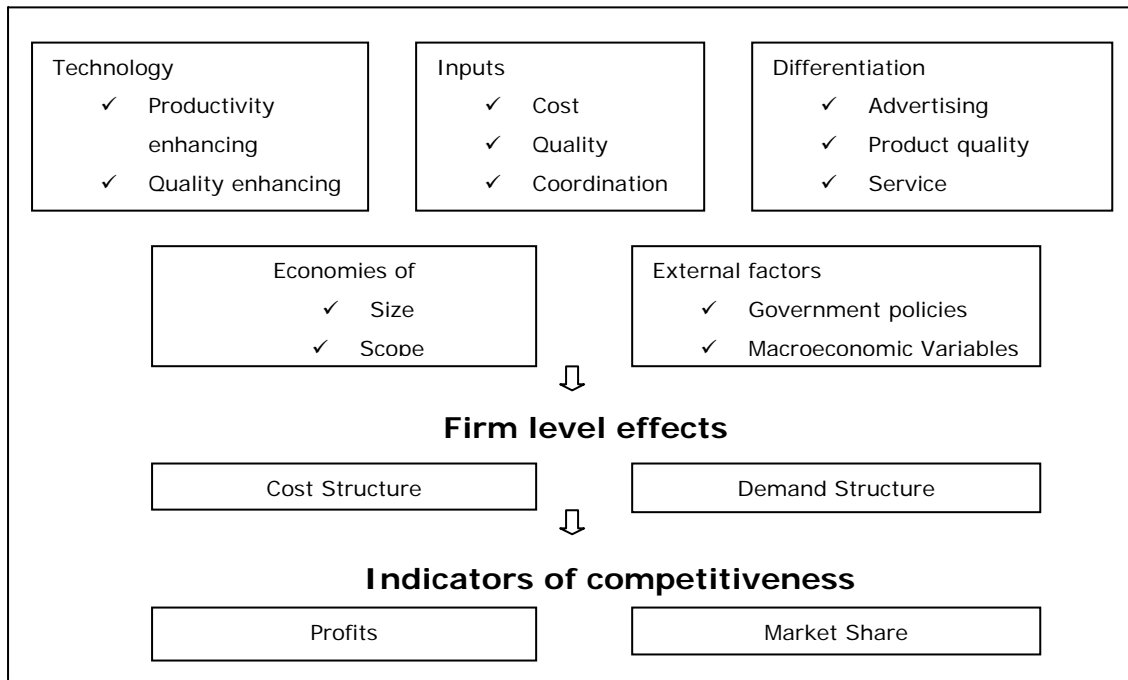 Technology
✓ Productivity
enhancing
✓ Quality enhancing
Inputs
✓ Cost
✓ Quality
✓ Coordination
Differentiation
✓ Advertising
✓ Product quality
✓ Service
Economies of
✓ Size
✓ Scope
External factors
✓ Government policies
✓ Macroeconomic Variables
Firm level effects
Cost Structure
Demand Structure
Indicators of competitiveness
Profits
Market Share